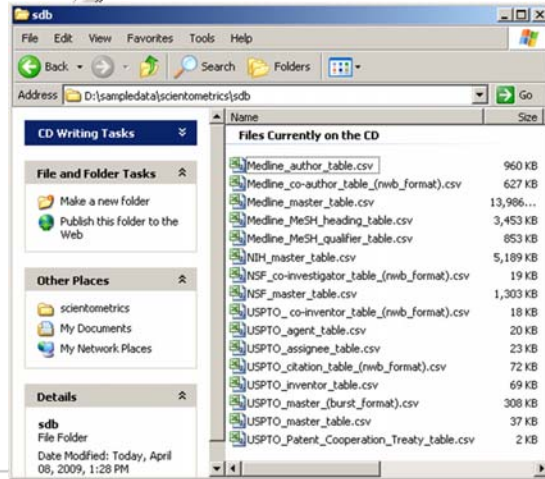 sdb
File Edit View Favorites Tools Help
Back Search Folders
Address D:\sampledata\scientometrics\sdb Go
CD Writing Tasks
File and Folder Tasks
Make a new folder
Publish this folder to the
Web
Other Places
scientometrics
My Documents
My Network Places
Details
sdb
File Folder
Date Modified: Today, April
08, 2009, 1:28 PM
Name Size
Files Currently on the CD
Medline_author_table.csv 960 KB
Medline_co-author_table_(nwb_format).csv 627 KB
Medline_master_table.csv 13,986...
Medline_MeSH_heading_table.csv 3,453 KB
Medline_MeSH_qualifier_table.csv 853 KB
NIH_master_table.csv 5,189 KB
NSF_co-investigator_table_(nwb_format).csv 19 KB
NSF_master_table.csv 1,303 KB
USPTO_co-inventor_table_(nwb_format).csv 18 KB
USPTO_agent_table.csv 20 KB
USPTO_assignee_table.csv 23 KB
USPTO_citation_table_(nwb_format).csv 72 KB
USPTO_inventor_table.csv 69 KB
USPTO_master_(burst_format).csv 308 KB
USPTO_master_table.csv 37 KB
USPTO_Patent_Cooperation_Treaty_table.csv 2 KB